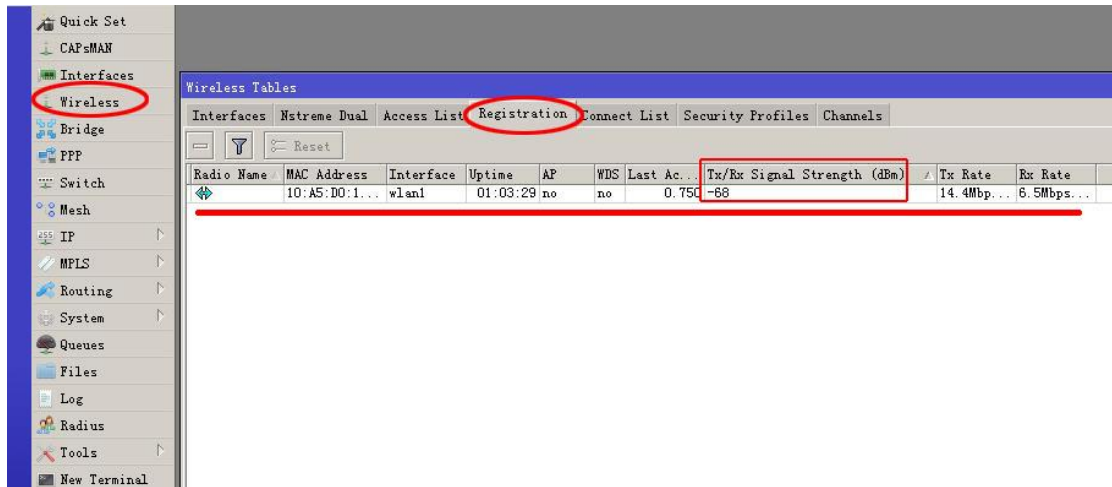 Quick Set
CAPsMAN
Interfaces
Wireless
Bridge
PPP
Switch
Mesh
255
IP
MPLS
Routing
System
Queues
Files
Log
Radius
Tools
New Terminal
Wireless Tables
Interfaces Nstreme Dual Access List Registration Connect List Security Profiles Channels
Reset
Radio Name MAC Address Interface Uptime AP WDS Last Ac... Tx/Rx Signal Strength (dBm) Tx Rate Rx Rate
10:A5:D0:1... wlan1 01:03:29 no no 0.750 -68 14.4Mbp... 6.5Mbps...